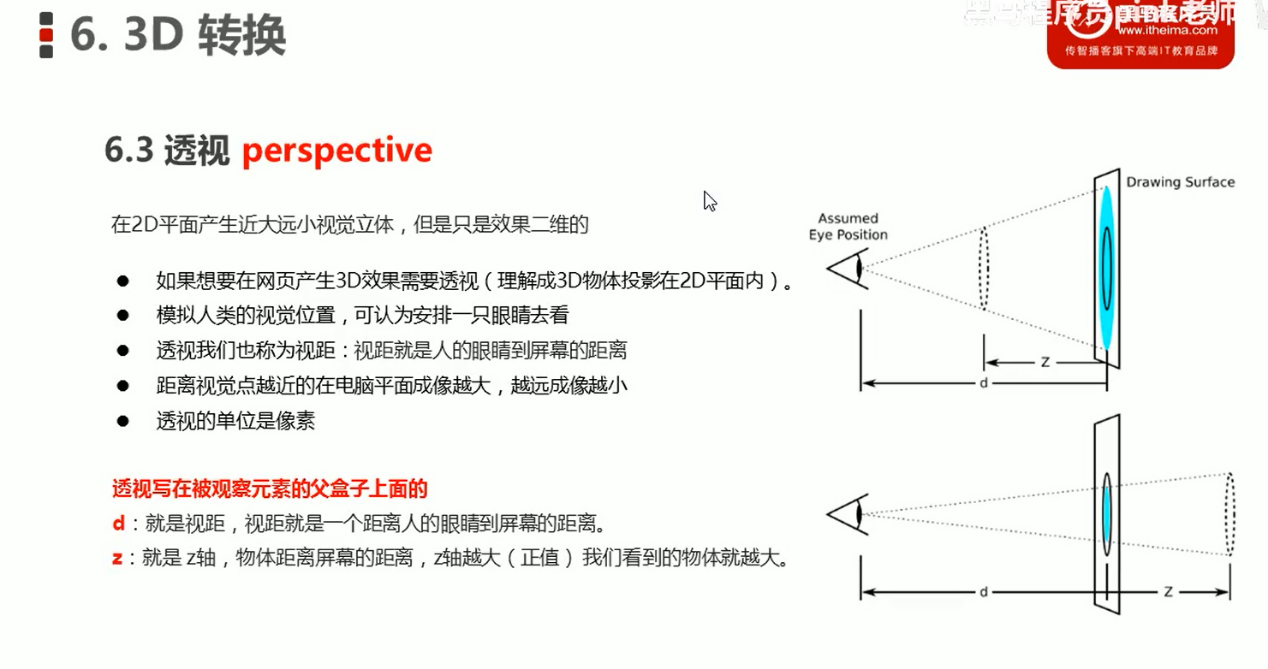 6. 3D 转换
www.itheima.com
传智播客旗下高端IT教育品牌
6.3 透视 perspective
在2D平面产生近大远小视觉立体，但是只是效果二维的
● 如果想要在网页产生3D效果需要透视（理解成3D物体投影在2D平面内）。
● 模拟人类的视觉位置，可认为安排一只眼睛去看
● 透视我们也称为视距：视距就是人的眼睛到屏幕的距离
● 距离视觉点越近的在电脑平面成像越大，越远成像越小
● 透视的单位是像素
透视写在被观察元素的父盒子上面的
d：就是视距，视距就是一个距离人的眼睛到屏幕的距离。
z：就是 z轴，物体距离屏幕的距离，z轴越大（正值）我们看到的物体就越大。
Drawing Surface
Assumed
Eye Position
Z
d
d
Z